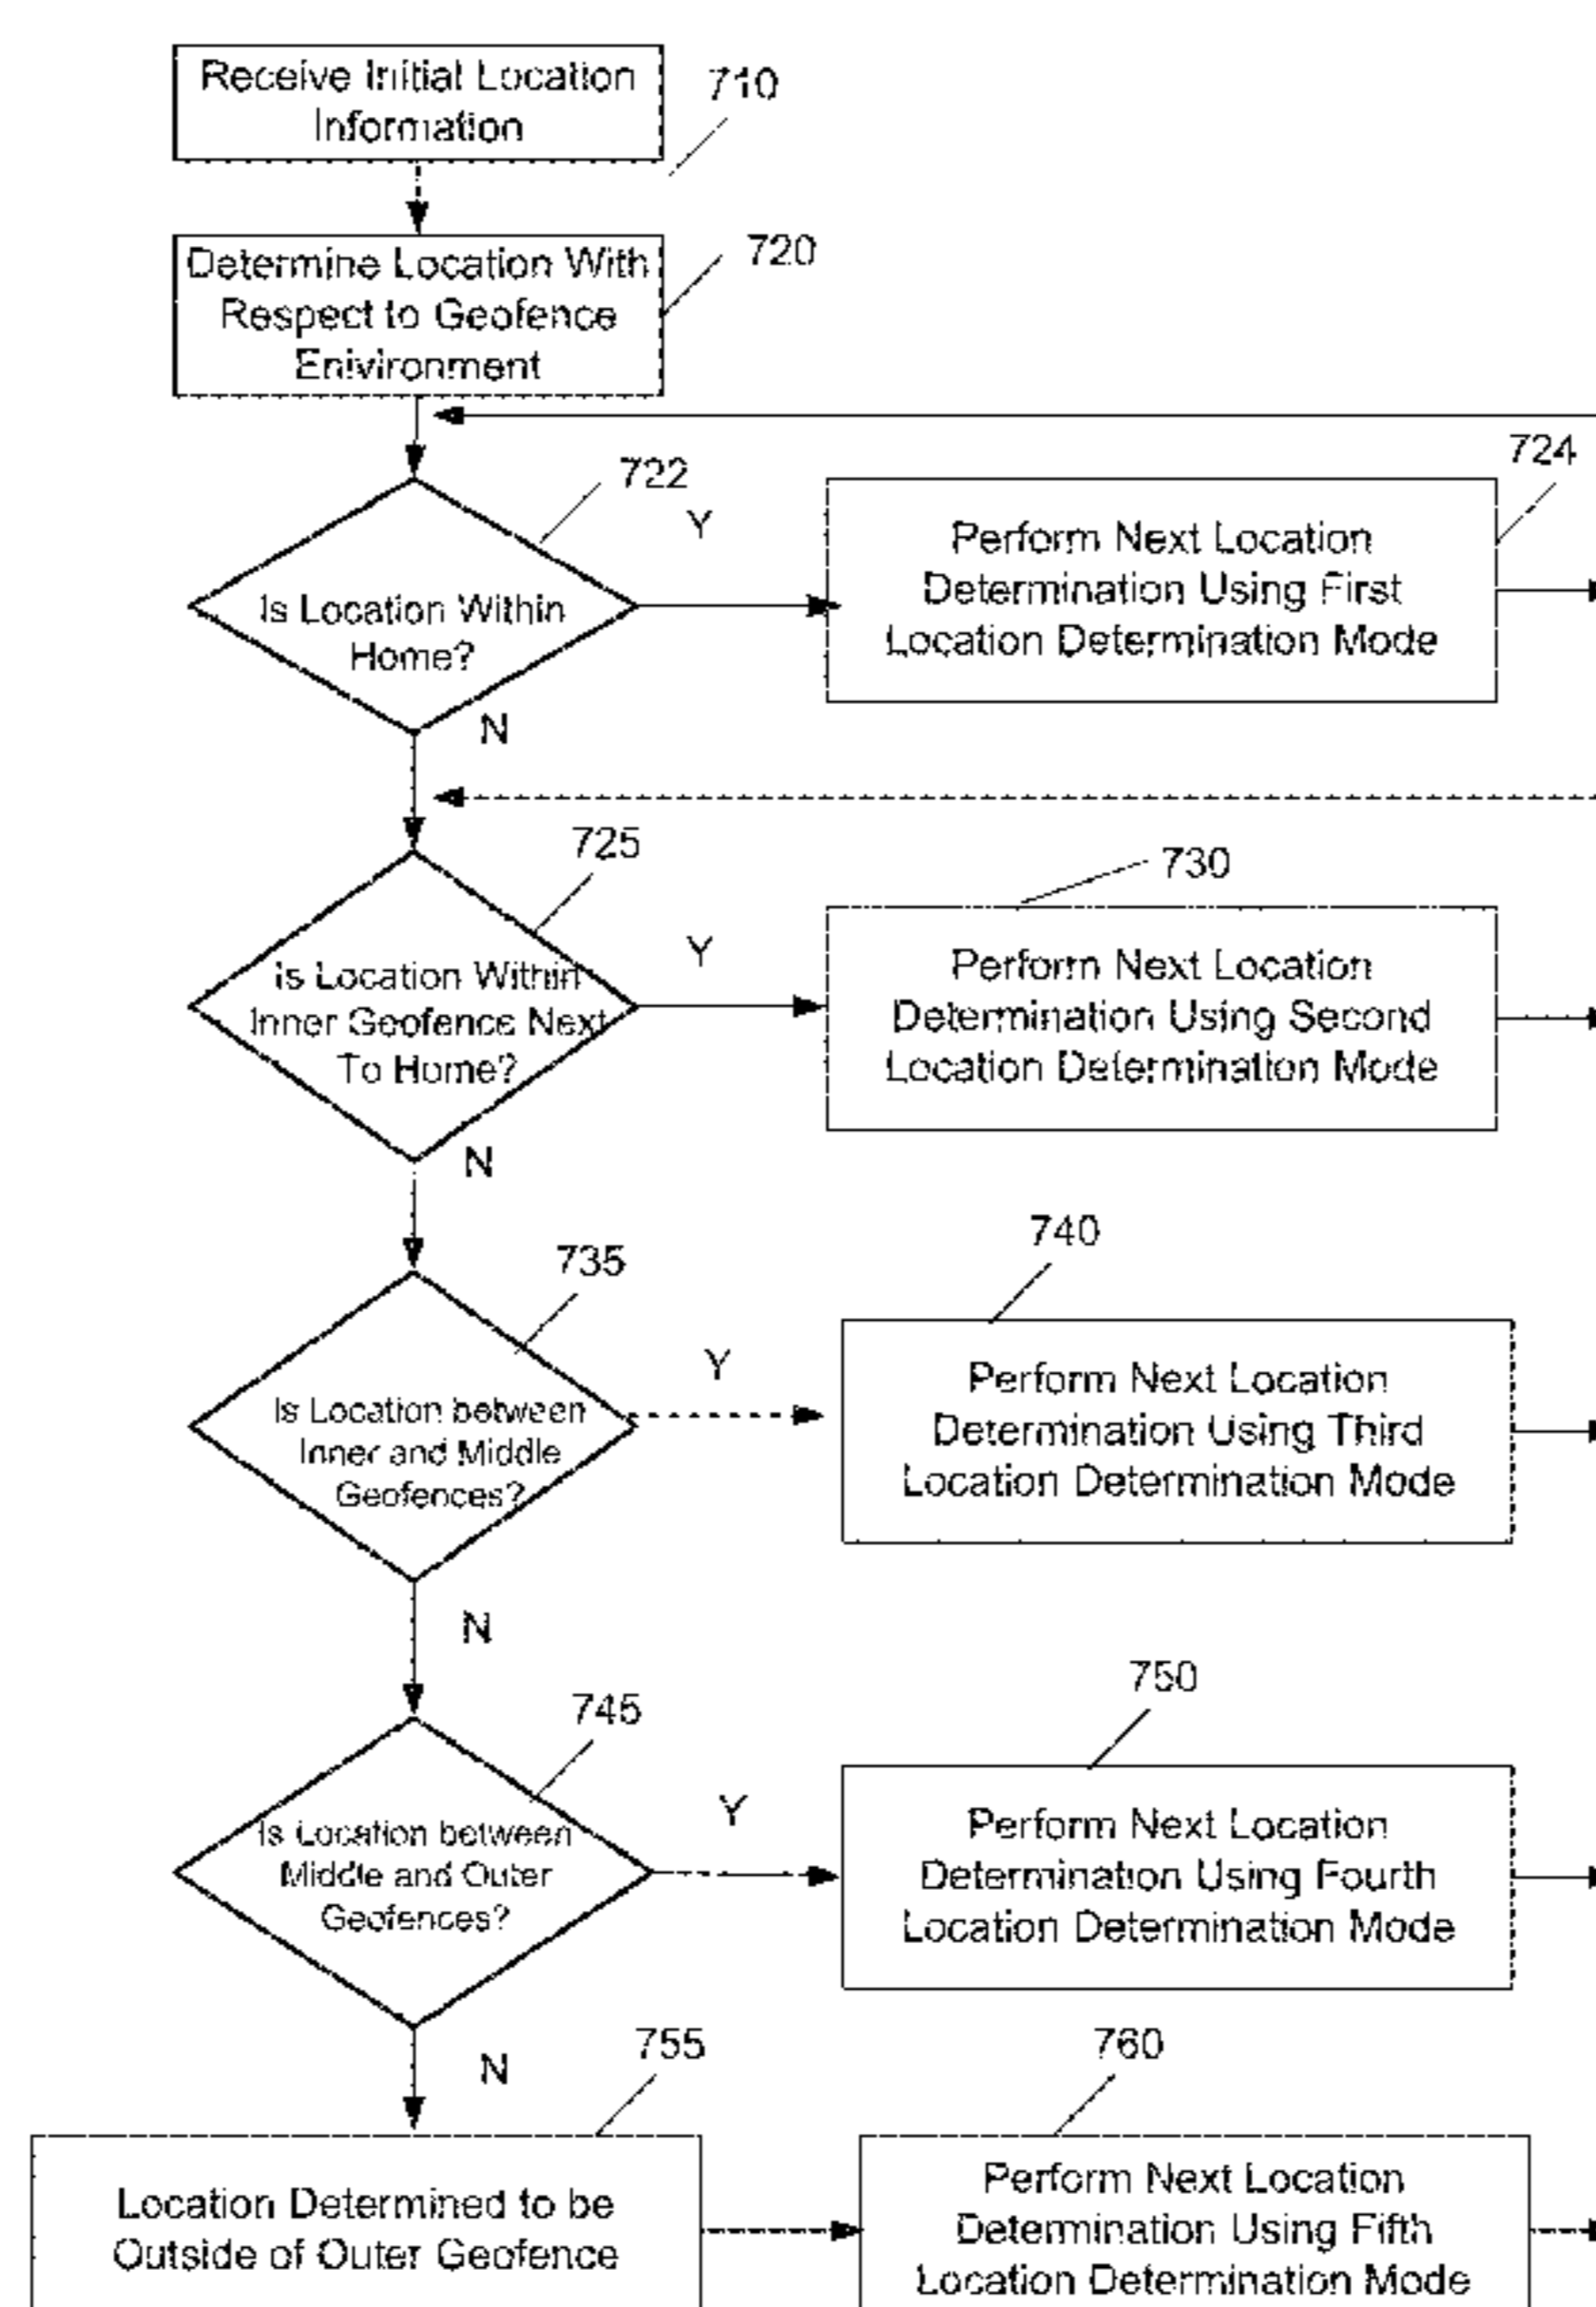 Receive Initial Location
Information
710
Determine Location With
Respect to Geofence
Enivironment
720
722
Is Location Within
Home?
Y
N
724
Perform Next Location
Determination Using First
Location Determination Mode
725
Is Location Within
Inner Geofence Next
To Home?
Y
N
730
Perform Next Location
Determination Using Second
Location Determination Mode
735
Is Location between
Inner and Middle
Geofences?
Y
N
740
Perform Next Location
Determination Using Third
Location Determination Mode
745
Is Location between
Middle and Outer
Geofences?
Y
N
750
Perform Next Location
Determination Using Fourth
Location Determination Mode
755
Location Determined to be
Outside of Outer Geofence
760
Perform Next Location
Determination Using Fifth
Location Determination Mode